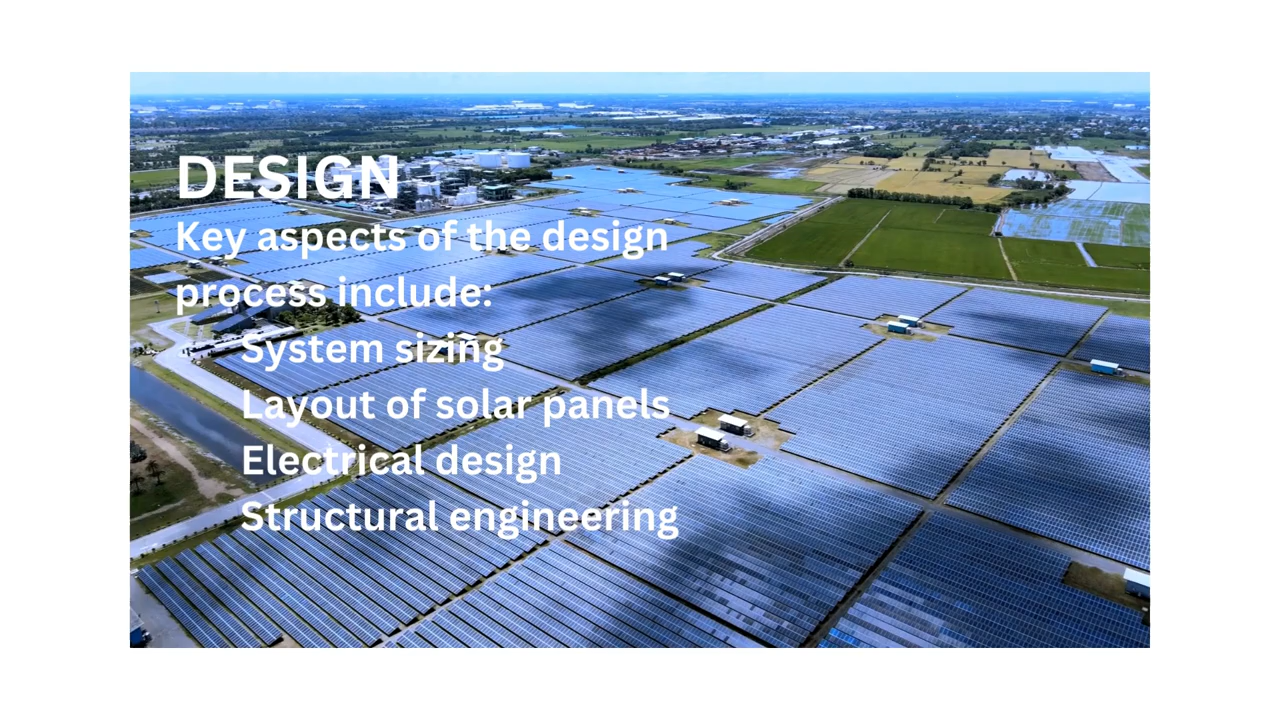 DESIGN
Key aspects of the design
process include:
System sizing
Layout of solar panels
Electrical design
Structural engineering